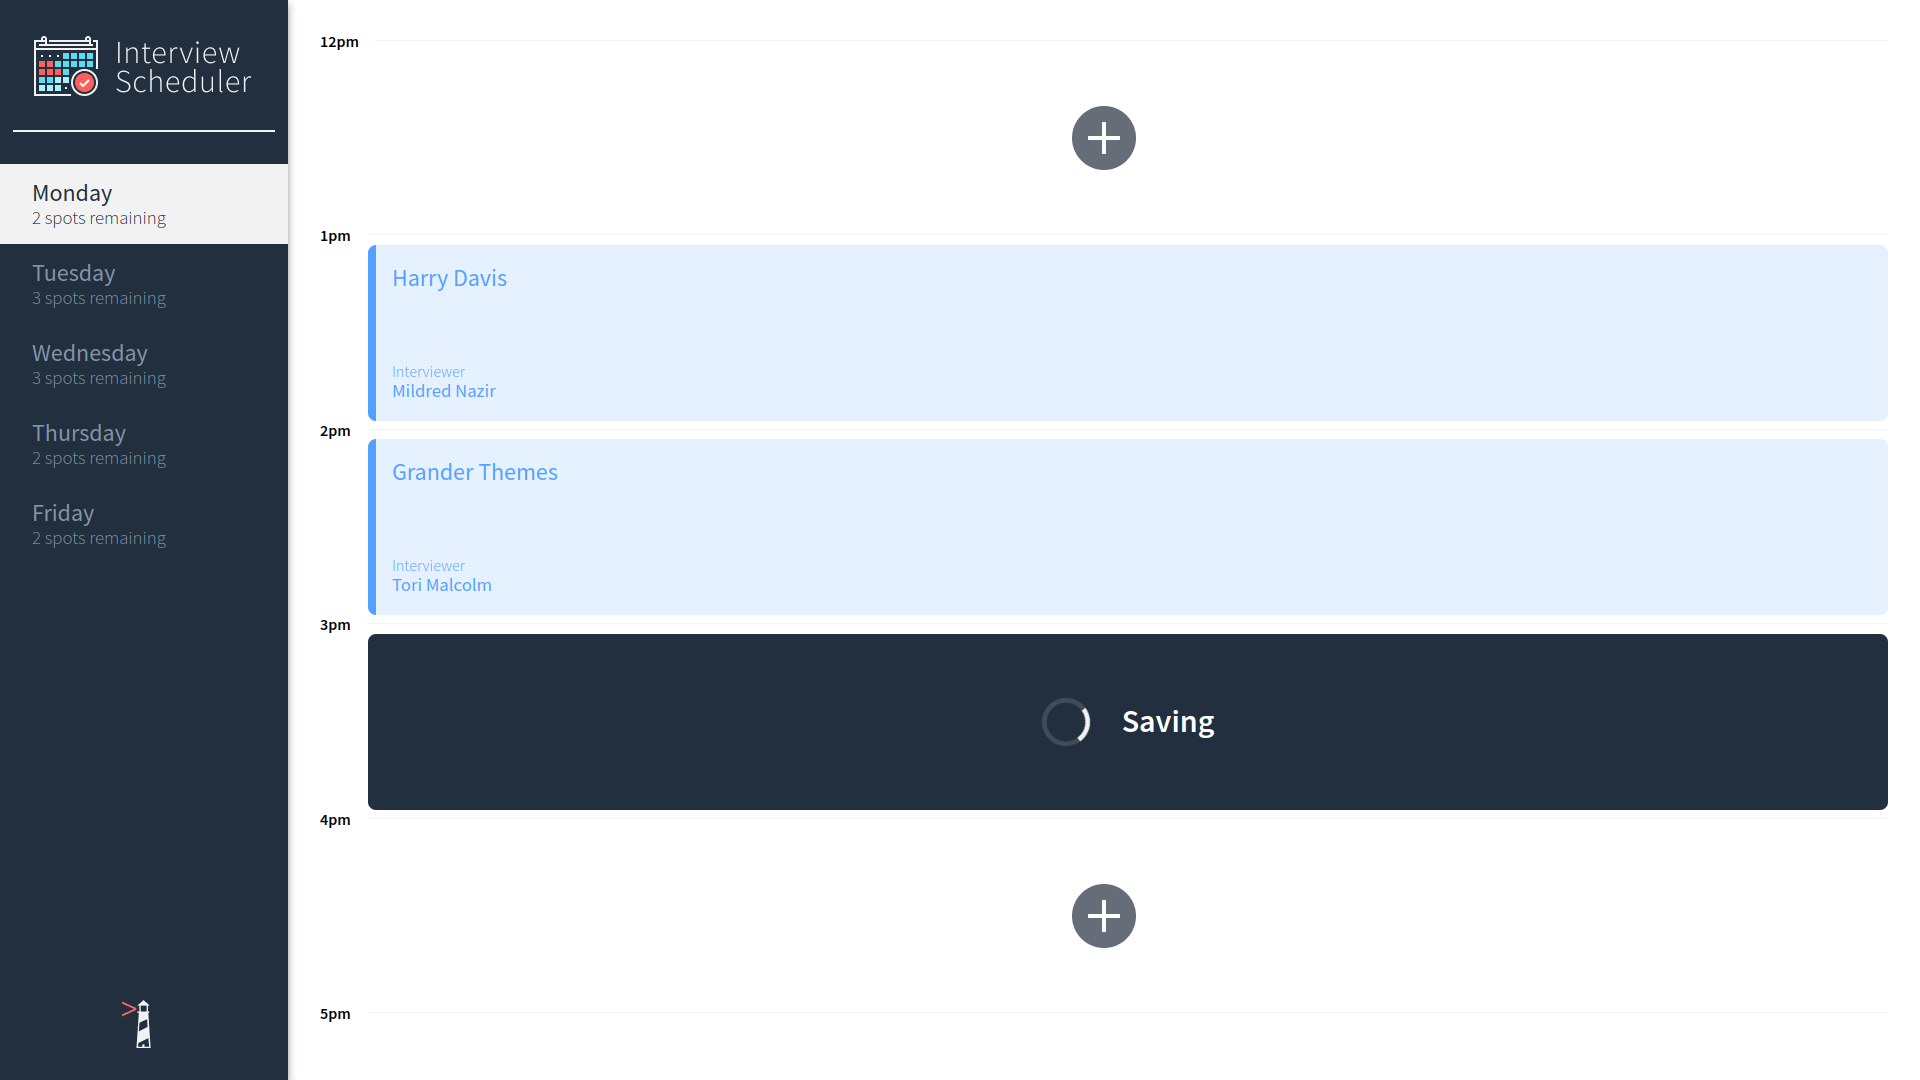 Interview
Scheduler
Monday
2 spots remaining
Tuesday
3 spots remaining
Wednesday
3 spots remaining
Thursday
2 spots remaining
Friday
2 spots remaining
12pm
1pm
Harry Davis
Interviewer
Mildred Nazir
2pm
Grander Themes
Interviewer
Tori Malcolm
3pm
Saving
4pm
5pm